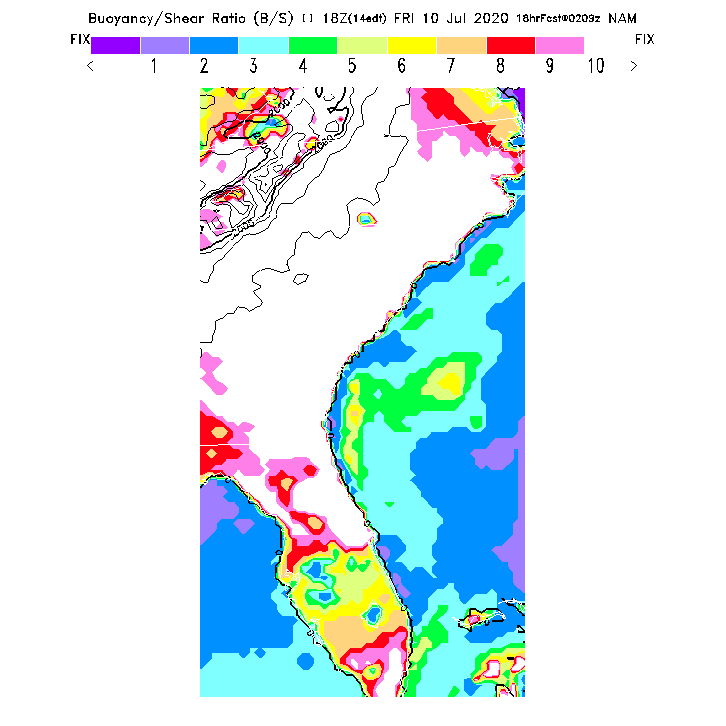 Buoyancy/Shear Ratio (B/S) [] 18Z(14edt) FRI 10 Jul 2020 18hrFcst@0209z NAM
FIX FIX
< 1 2 3 4 5 6 7 8 9 10 >